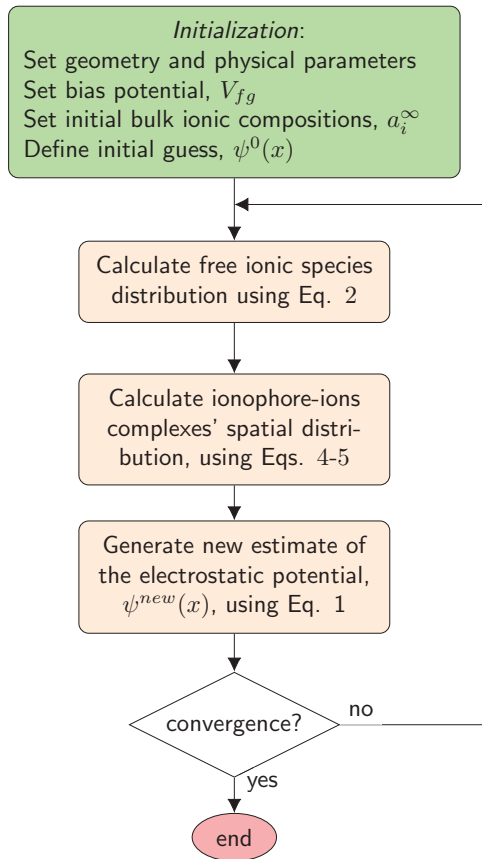 Initialization:
Set geometry and physical parameters
Set bias potential, V_{fg}
Set initial bulk ionic compositions, a_i^∞
Define initial guess, ψ^0(x)
Calculate free ionic species
distribution using Eq. 2
Calculate ionophore-ions
complexes' spatial distri-
bution, using Eqs. 4-5
Generate new estimate of
the electrostatic potential,
ψ^{new}(x), using Eq. 1
convergence?
no
yes
end